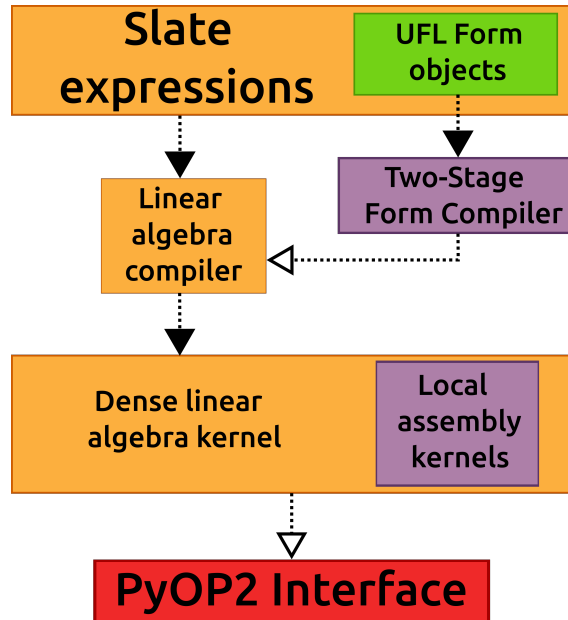 Slate
expressions
UFL Form
objects
Two-Stage
Form Compiler
Linear
algebra
compiler
Dense linear
algebra kernel
Local
assembly
kernels
PyOP2 Interface